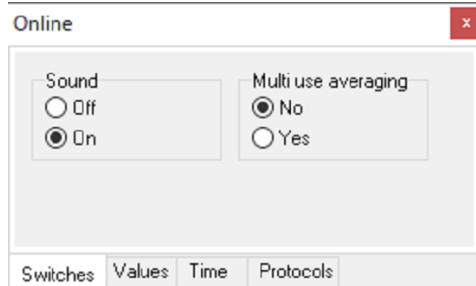 Online x
Sound Multi use averaging
Off No
On Yes
Switches Values Time Protocols